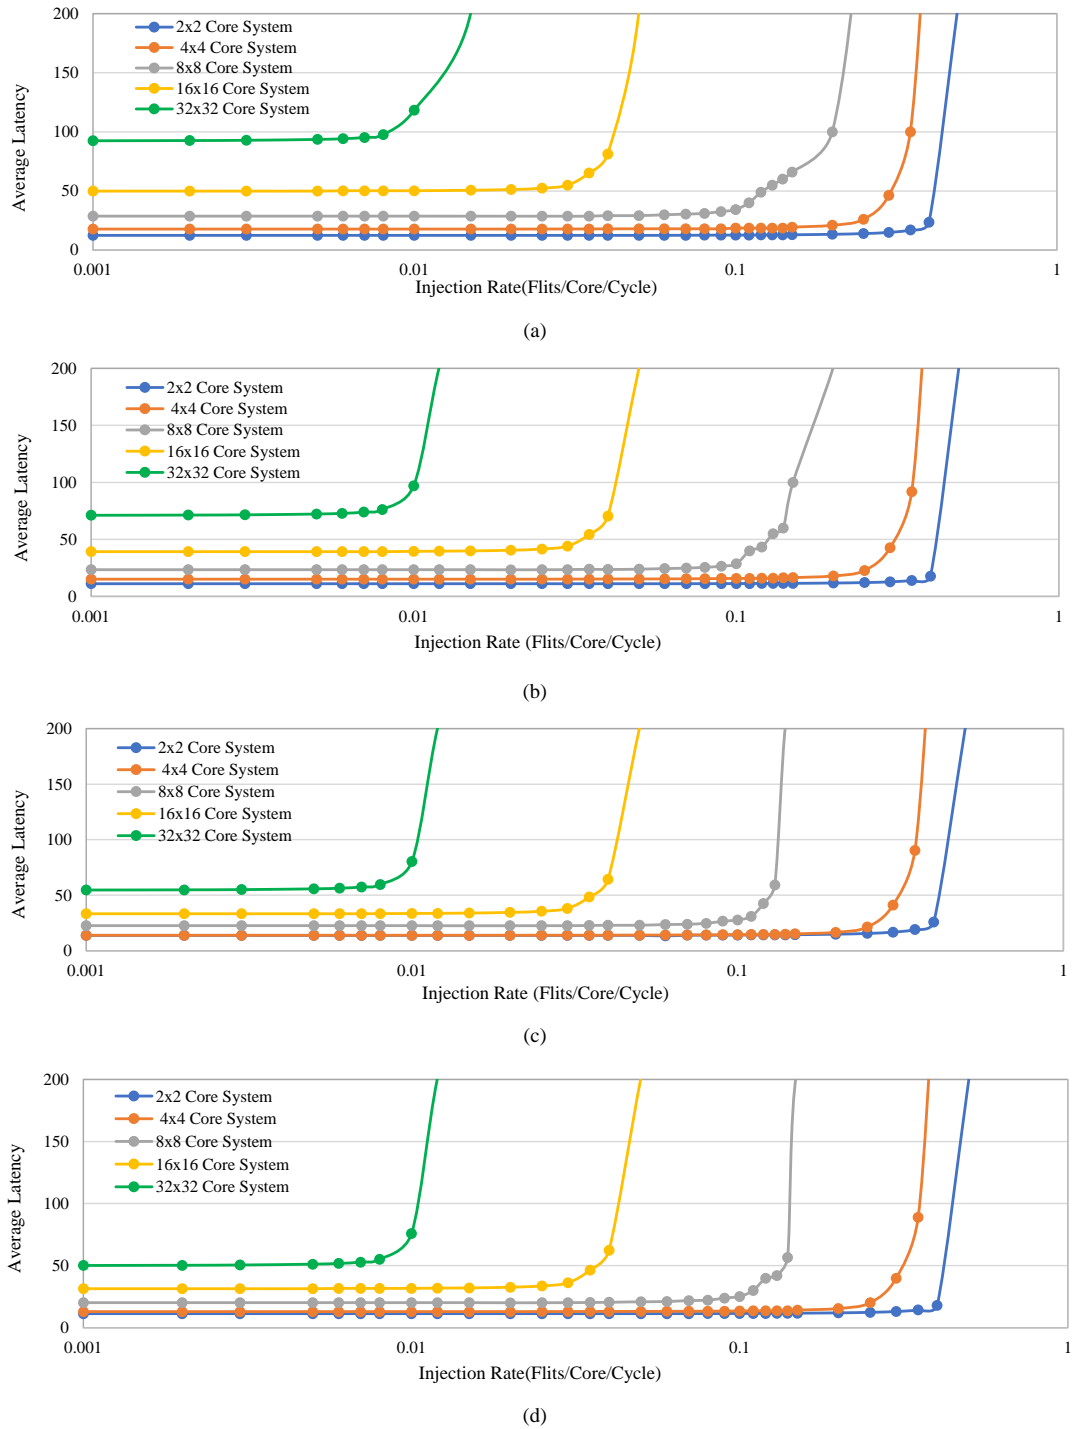 200
150
100
50
0
Average Latency
2x2 Core System
4x4 Core System
8x8 Core System
16x16 Core System
32x32 Core System
0.001
0.01
0.1
1
Injection Rate(Flits/Core/Cycle)
(a)
200
150
100
50
0
Average Latency
2x2 Core System
4x4 Core System
8x8 Core System
16x16 Core System
32x32 Core System
0.001
0.01
0.1
1
Injection Rate (Flits/Core/Cycle)
(b)
200
150
100
50
0
Average Latency
2x2 Core System
4x4 Core System
8x8 Core System
16x16 Core System
32x32 Core System
0.001
0.01
0.1
1
Injection Rate (Flits/Core/Cycle)
(c)
200
150
100
50
0
Average Latency
2x2 Core System
4x4 Core System
8x8 Core System
16x16 Core System
32x32 Core System
0.001
0.01
0.1
1
Injection Rate(Flits/Core/Cycle)
(d)